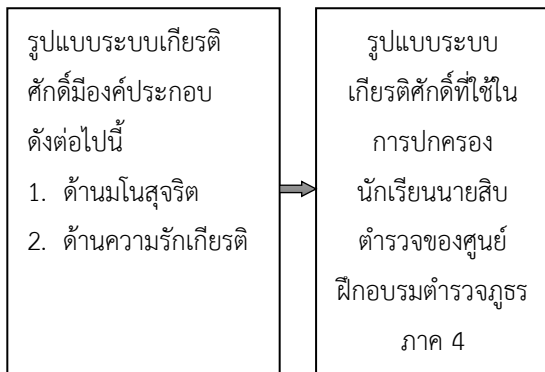 รูปแบบระบบเกียรติ
ศักดิ์มีองค์ประกอบ
ดังต่อไปนี้
1. ด้านมโนสุจริต
2. ด้านความรักเกียรติ
รูปแบบระบบ
เกียรติศักดิ์ที่ใช้ใน
การปกครอง
นักเรียนนายสิบ
ตำรวจของศูนย์
ฝึกอบรมตำรวจภูธร
ภาค 4